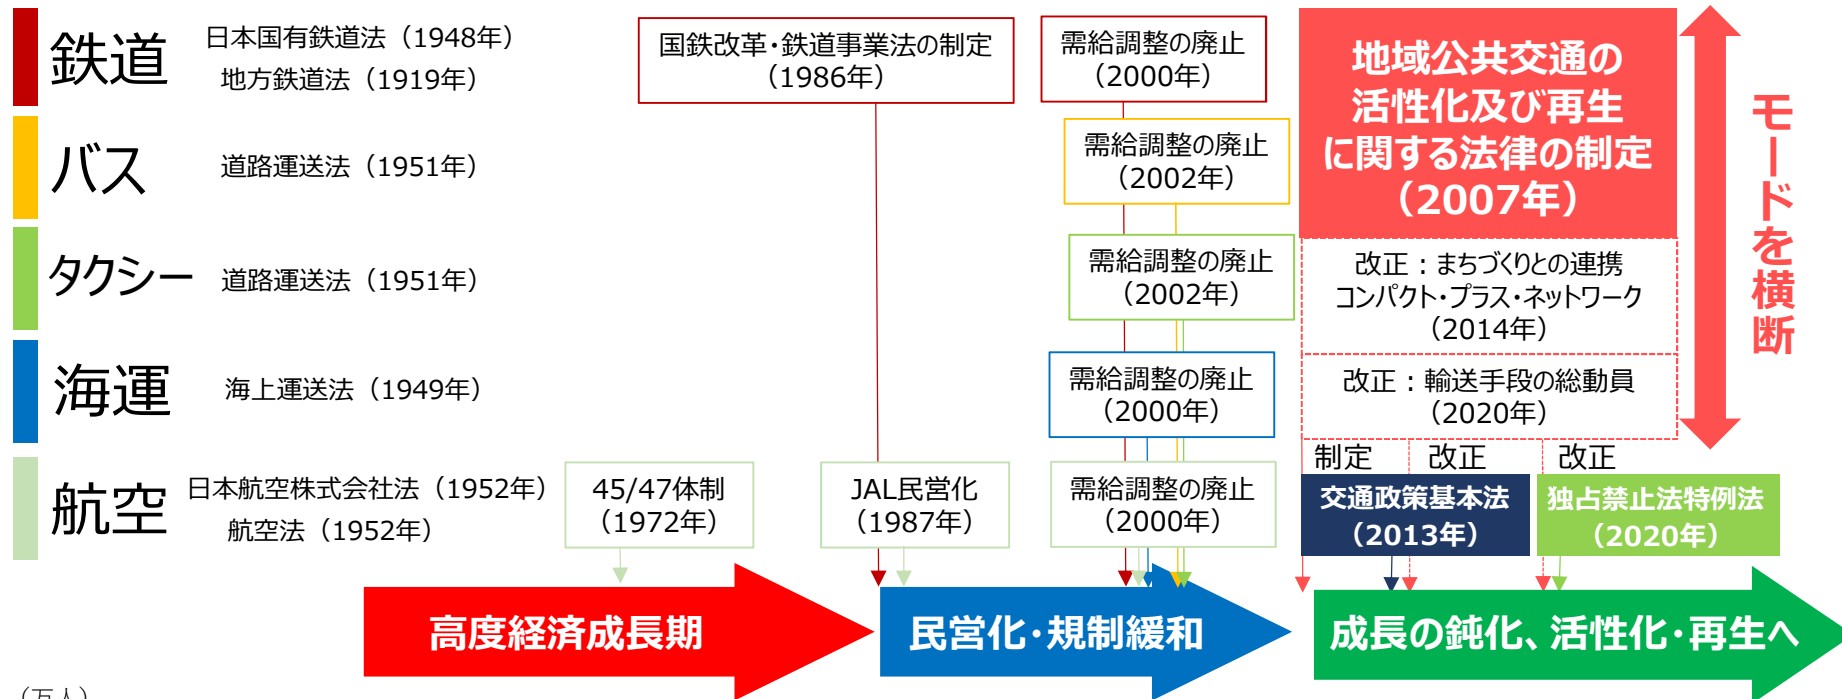 鉄道
日本国有鉄道法（1948年）
地方鉄道法（1919年）
国鉄改革・鉄道事業法の制定
（1986年）
需給調整の廃止
（2000年）
地域公共交通の
活性化及び再生
に関する法律の制定
（2007年）
モードを横断
バス
道路運送法（1951年）
需給調整の廃止
（2002年）
タクシー
道路運送法（1951年）
需給調整の廃止
（2002年）
改正：まちづくりとの連携
コンパクト・プラス・ネットワーク
（2014年）
海運
海上運送法（1949年）
需給調整の廃止
（2000年）
改正：輸送手段の総動員
（2020年）
制定
改正
改正
航空
日本航空株式会社法（1952年）
航空法（1952年）
45/47体制
（1972年）
JAL民営化
（1987年）
需給調整の廃止
（2000年）
交通政策基本法
（2013年）
独占禁止法特例法
（2020年）
高度経済成長期
民営化・規制緩和
成長の鈍化、活性化・再生へ
（万人）